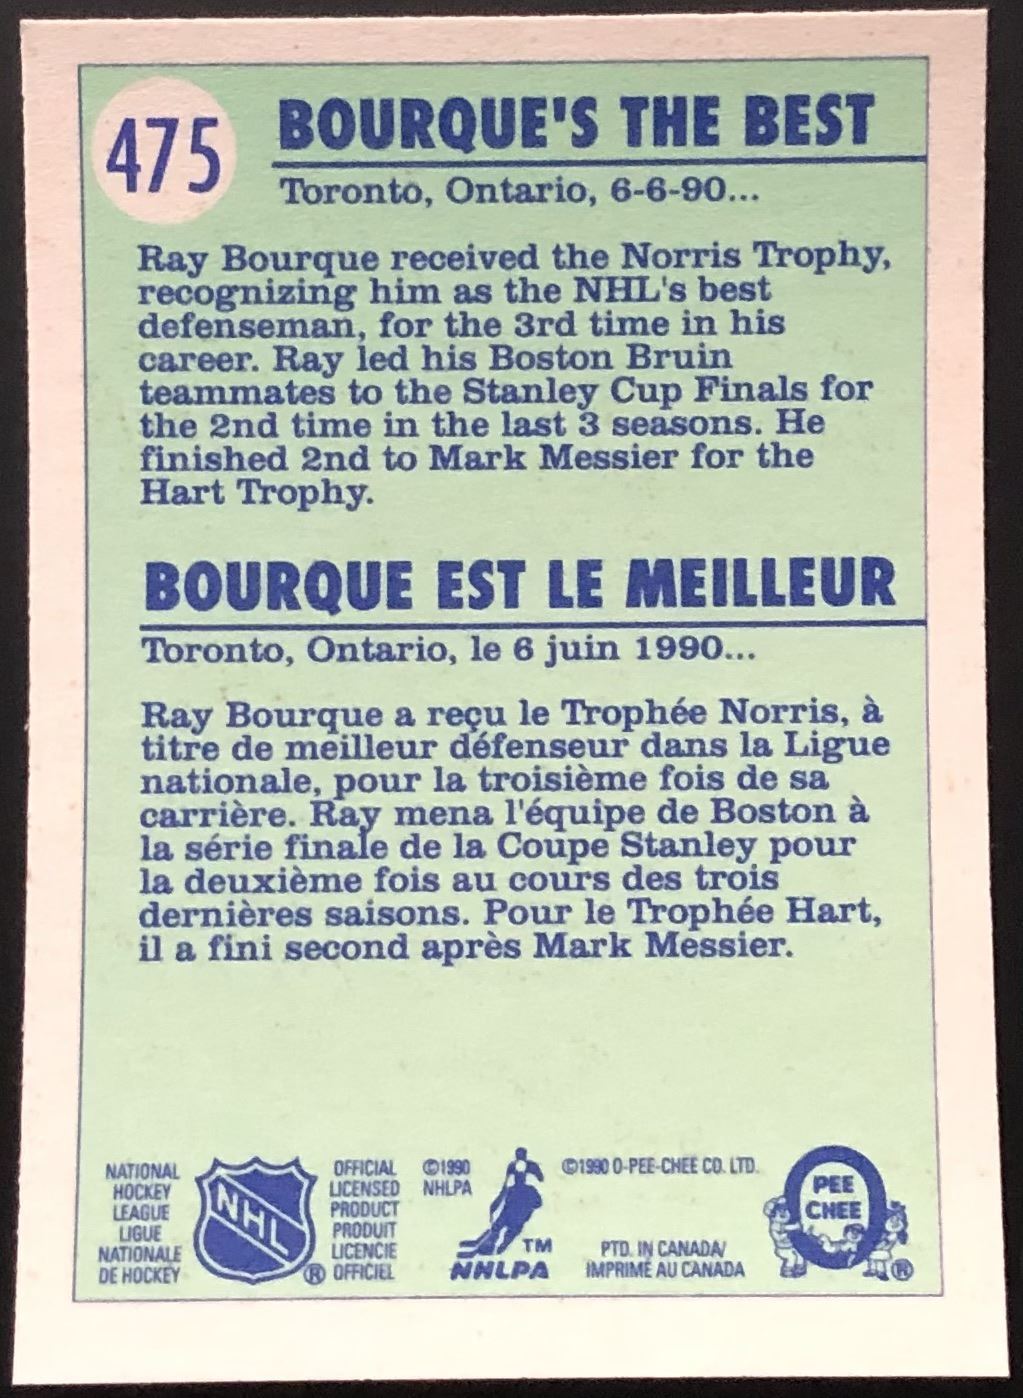 475
BOURQUE'S THE BEST
Toronto, Ontario, 6-6-90...
Ray Bourque received the Norris Trophy,
recognizing him as the NHL's best
defenseman, for the 3rd time in his
career. Ray led his Boston Bruin
teammates to the Stanley Cup Finals for
the 2nd time in the last 3 seasons. He
finished 2nd to Mark Messier for the
Hart Trophy.
BOURQUE EST LE MEILLEUR
Toronto, Ontario, le 6 juin 1990...
Ray Bourque a reçu le Trophée Norris, à
titre de meilleur défenseur dans la Ligue
nationale, pour la troisième fois de sa
carrière. Ray mena l'équipe de Boston à
la série finale de la Coupe Stanley pour
la deuxième fois au cours des trois
dernières saisons. Pour le Trophée Hart,
il a fini second après Mark Messier.
NATIONAL
HOCKEY
LEAGUE
LIGUE
NATIONALE
DE HOCKEY
NHL
®
OFFICIAL
LICENSED
PRODUCT
PRODUIT
LICENCIE
OFFICIEL
©1990
NHLPA
TM
NHLPA
©1990 O-PEE-CHEE CO. LTD.
PTD. IN CANADA/
IMPRIMÉ AU CANADA
PEE
CHEE
®